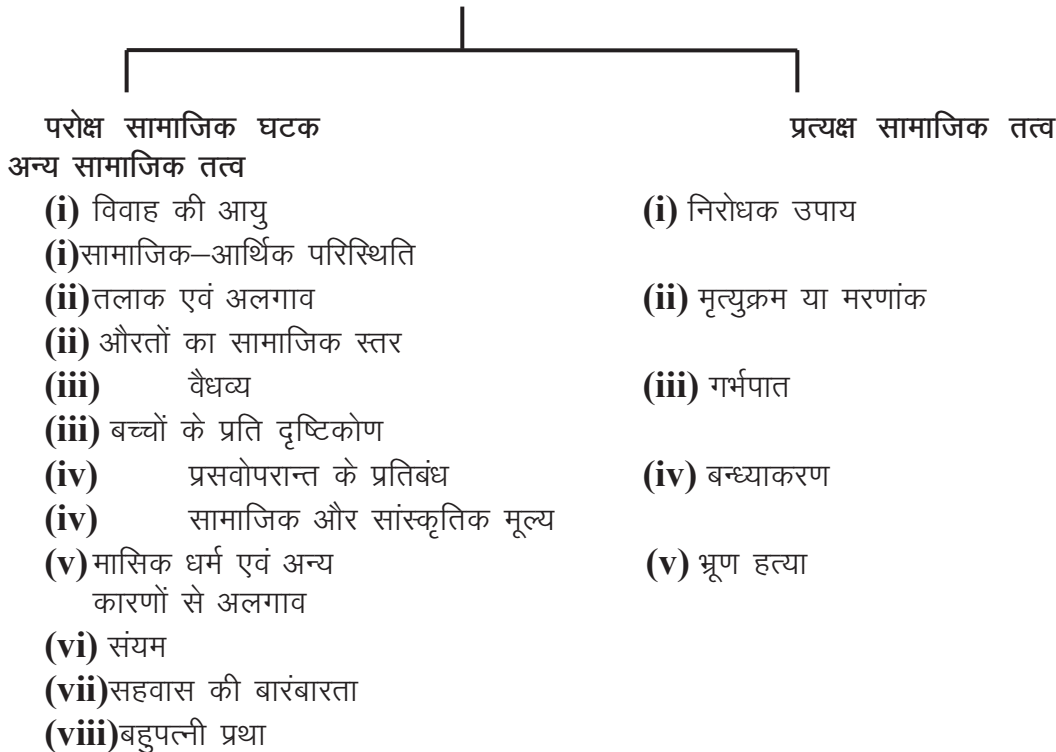 परोक्ष सामाजिक घटक प्रत्यक्ष सामाजिक तत्व
अन्य सामाजिक तत्व
(i) विवाह की आयु (i) निरोधक उपाय
(i)सामाजिक–आर्थिक परिस्थिति
(ii)तलाक एवं अलगाव (ii) मृत्युक्रम या मरणांक
(ii) औरतों का सामाजिक स्तर
(iii) वैधव्य (iii) गर्भपात
(iii) बच्चों के प्रति दृष्टिकोण
(iv) प्रसवोपरान्त के प्रतिबंध (iv) बन्ध्याकरण
(iv) सामाजिक और सांस्कृतिक मूल्य
(v) मासिक धर्म एवं अन्य (v) भ्रूण हत्या
कारणों से अलगाव
(vi) संयम
(vii)सहवास की बारंबारता
(viii)बहुपत्नी प्रथा